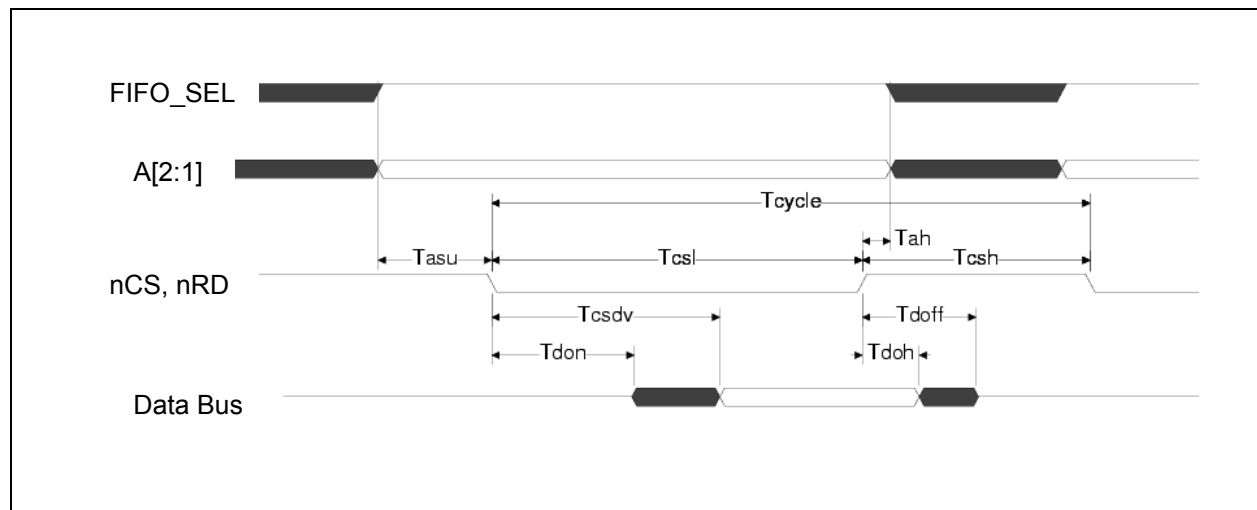 FIFO_SEL
A[2:1]
Tcycle
Tah
Tasu
Tcsl
Tcsh
nCS, nRD
Tcsdv
Tdoff
Tdon
Tdoh
Data Bus